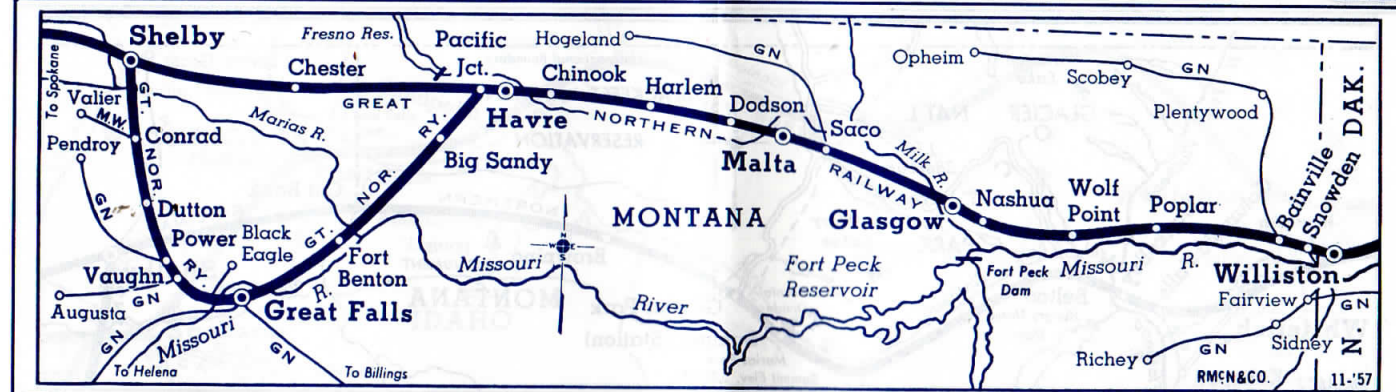 Shelby
Fresno Res.
Pacific
Jct.
Hogeland
GN
Opheim
Scobey
GN
Plentywood
To Spokane
Chester
Chinook
Harlem
Dodson
Saco
Valier
M.W.
GT.
NOR.
RY.
GREAT
NORTHERN
RAILWAY
Marias R.
Havre
Malta
Milk R.
Pendroy
Conrad
Big Sandy
GN
Dutton
MONTANA
Glasgow
Nashua
Wolf
Point
Poplar
Bainville
Snowden
N. DAK.
Power
Black
Eagle
GT.
NOR.
RY.
Fort
Benton
Missouri
River
Fort Peck
Reservoir
Fort Peck
Dam
Missouri
R.
Williston
Vaughn
GN
Augusta
Great Falls
R.
Missouri
GN
GN
To Helena
To Billings
Fairview
GN
Sidney
Richey
GN
RMCN&CO.
11-'57
N
W
E
S